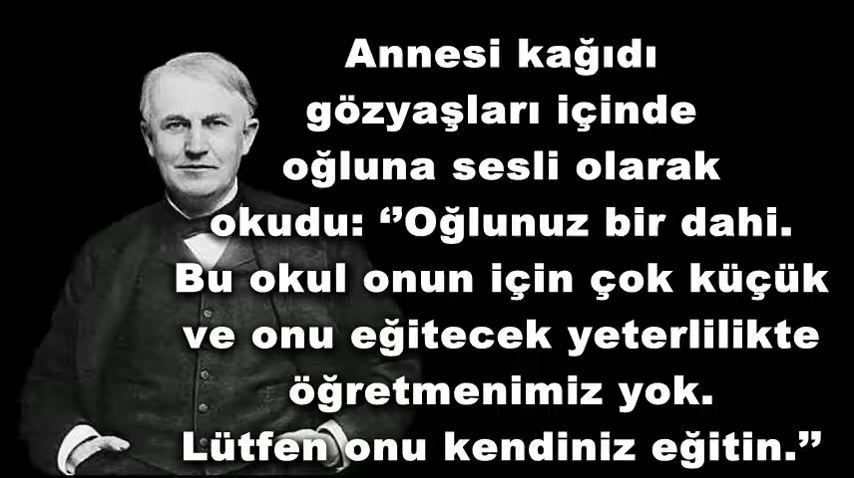 Annesi kağıdı
gözyaşları içinde
oğluna sesli olarak
okudu: ‘’Oğlunuz bir dahi.
Bu okul onun için çok küçük
ve onu eğitecek yeterlilikte
öğretmenimiz yok.
Lütfen onu kendiniz eğitin.’’